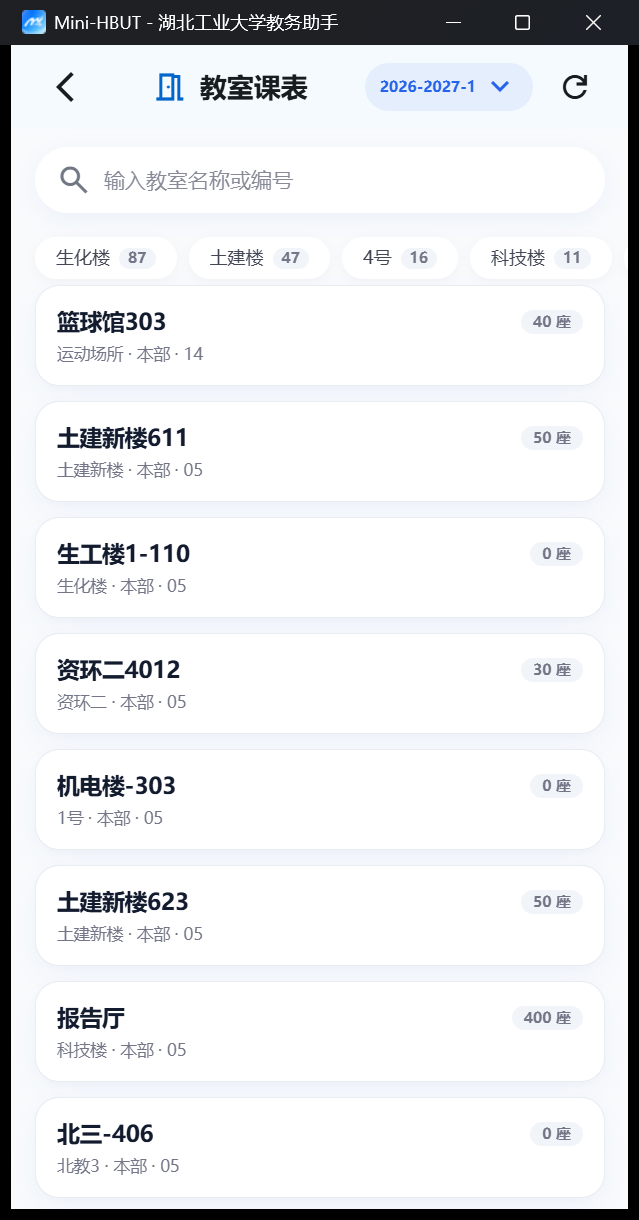 Mini-HBUT - 湖北工业大学教务助手
教室课表
2026-2027-1
输入教室名称或编号
生化楼 87 土建楼 47 4号 16 科技楼 11
篮球馆303 40 座
运动场所 · 本部 · 14
土建新楼611 50 座
土建新楼 · 本部 · 05
生工楼1-110 0 座
生化楼 · 本部 · 05
资环二4012 30 座
资环二 · 本部 · 05
机电楼-303 0 座
1号 · 本部 · 05
土建新楼623 50 座
土建新楼 · 本部 · 05
报告厅 400 座
科技楼 · 本部 · 05
北三-406 0 座
北教3 · 本部 · 05